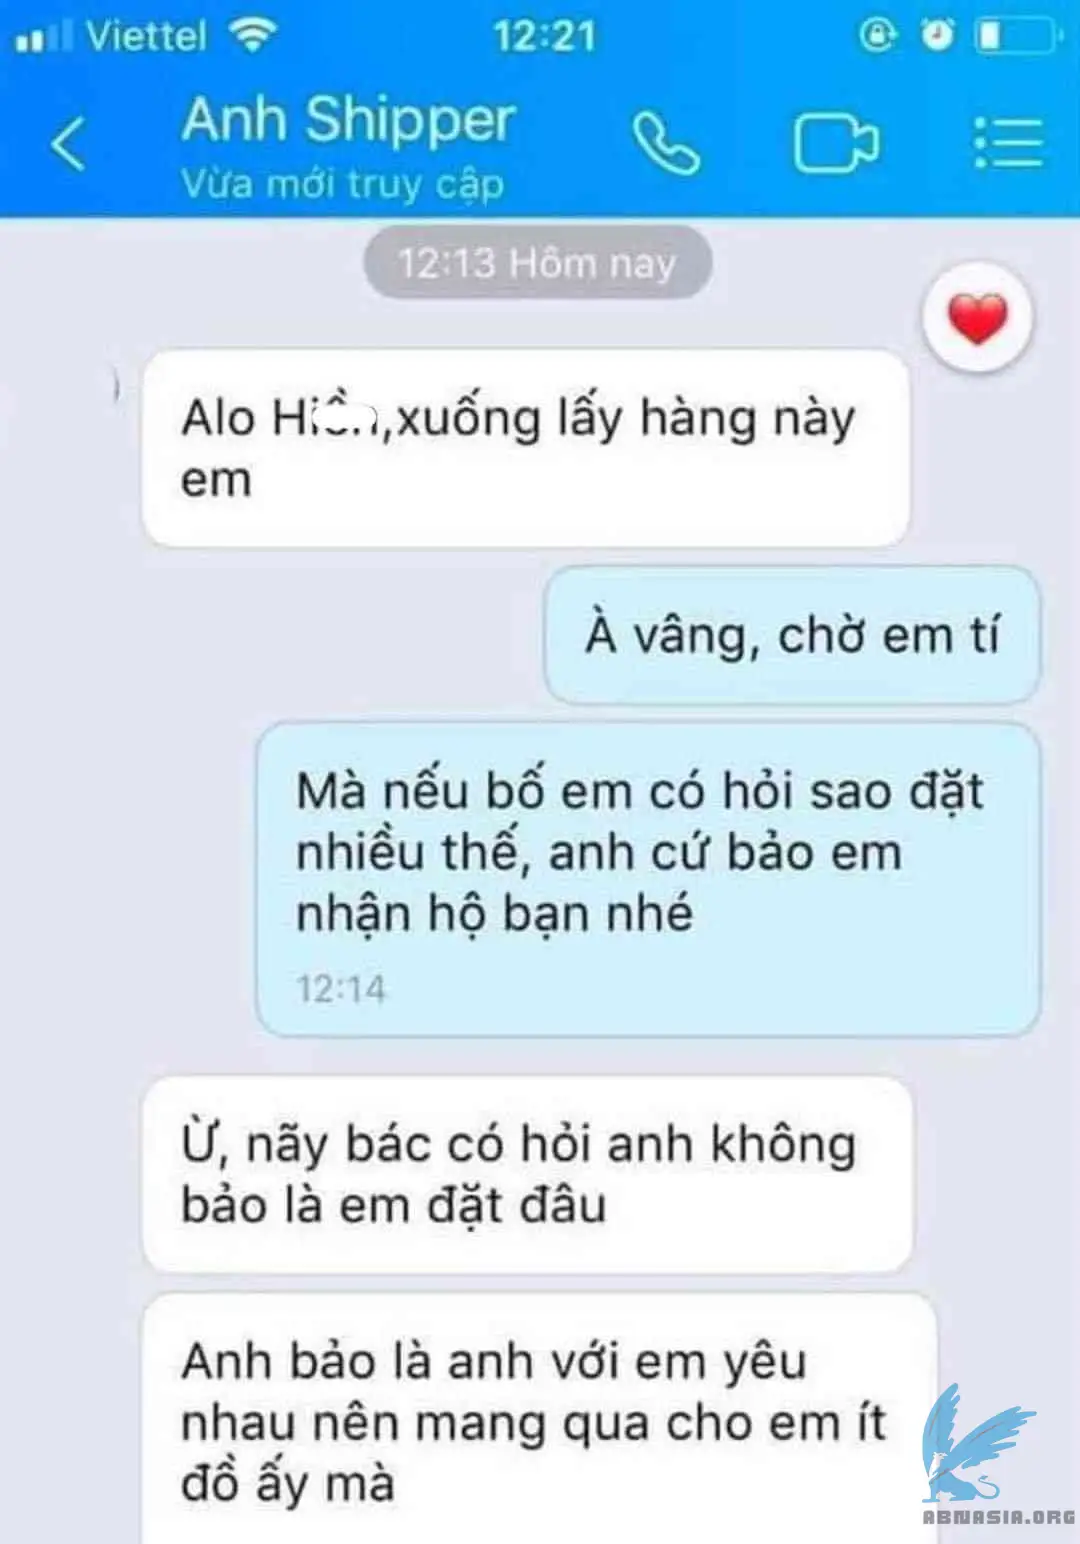 Viettel 12:21
Anh Shipper
Vừa mới truy cập
12:13 Hôm nay
Alo ,xuống lấy hàng này
em
À vâng, chờ em tí
Mà nếu bố em có hỏi sao đặt
nhiều thế, anh cứ bảo em
nhận hộ bạn nhé
12:14
Ừ, nãy bác có hỏi anh không
bảo là em đặt đâu
Anh bảo là anh với em yêu
nhau nên mang qua cho em ít
đồ ấy mà
ABNASIA.ORG